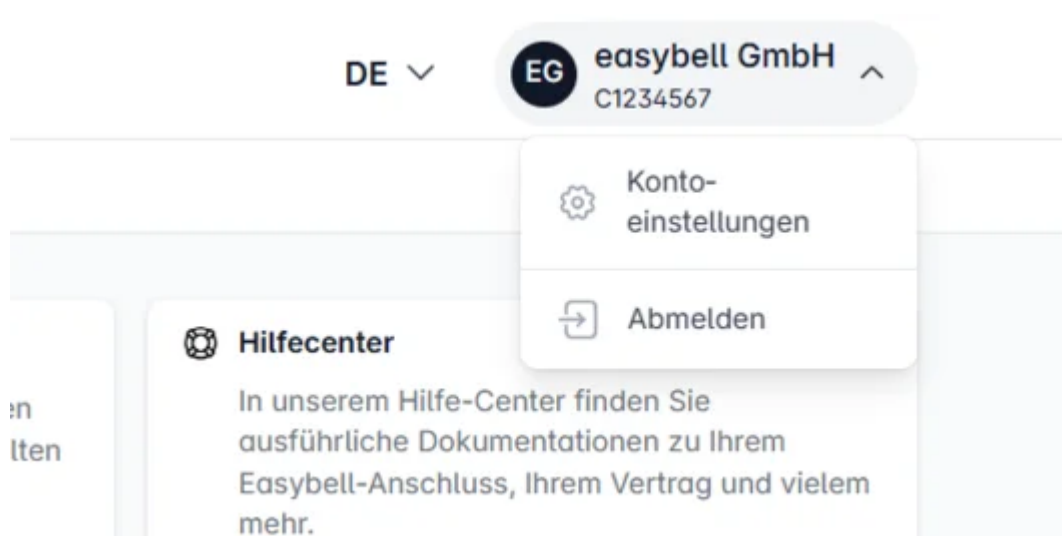 DE
EG
easybell GmbH
C1234567
Konto-
einstellungen
Abmelden
Hilfecenter
In unserem Hilfe-Center finden Sie
ausführliche Dokumentationen zu Ihrem
Easybell-Anschluss, Ihrem Vertrag und vielem
mehr.